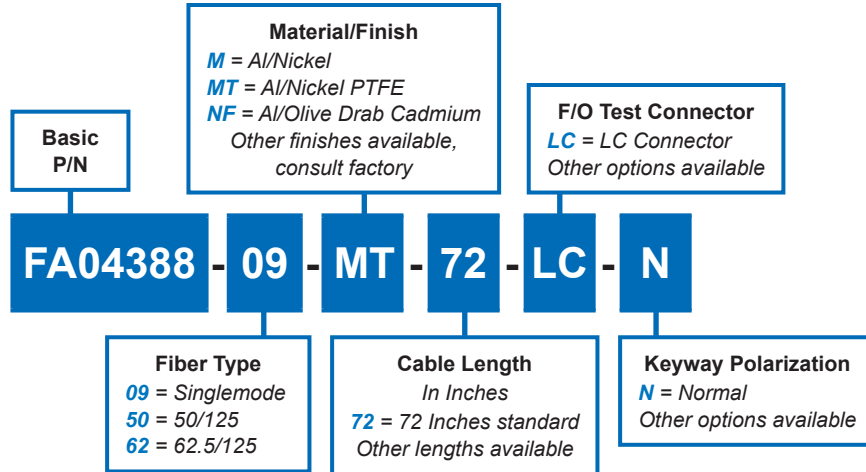 Material/Finish
M = Al/Nickel
MT = Al/Nickel PTFE
NF = Al/Olive Drab Cadmium
Other finishes available,
consult factory
F/O Test Connector
LC = LC Connector
Other options available
Basic
P/N
FA04388 - 09 - MT - 72 - LC - N
Fiber Type
09 = Singlemode
50 = 50/125
62 = 62.5/125
Cable Length
In Inches
72 = 72 Inches standard
Other lengths available
Keyway Polarization
N = Normal
Other options available